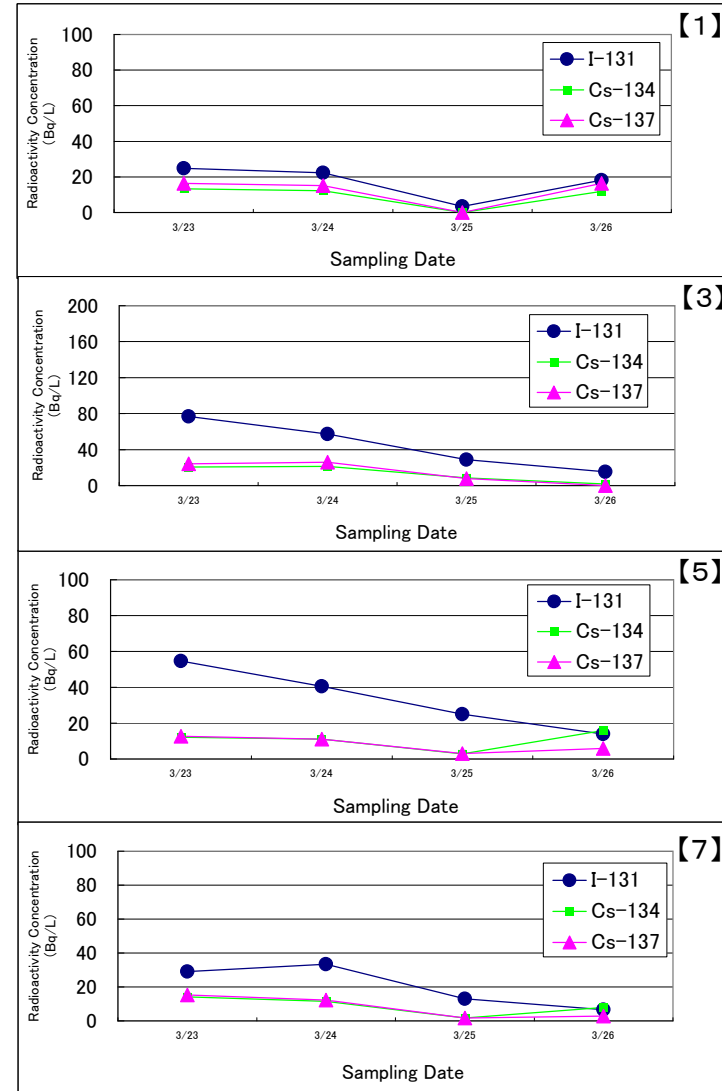 【1】
Radioactivity Concentration
(Bq/L)
100
80
60
40
20
0
I-131
Cs-134
Cs-137
3/23
3/24
3/25
3/26
Sampling Date
【3】
Radioactivity Concentration
(Bq/L)
200
160
120
80
40
0
I-131
Cs-134
Cs-137
3/23
3/24
3/25
3/26
Sampling Date
【5】
Radioactivity Concentration
(Bq/L)
100
80
60
40
20
0
I-131
Cs-134
Cs-137
3/23
3/24
3/25
3/26
Sampling Date
【7】
Radioactivity Concentration
(Bq/L)
100
80
60
40
20
0
I-131
Cs-134
Cs-137
3/23
3/24
3/25
3/26
Sampling Date